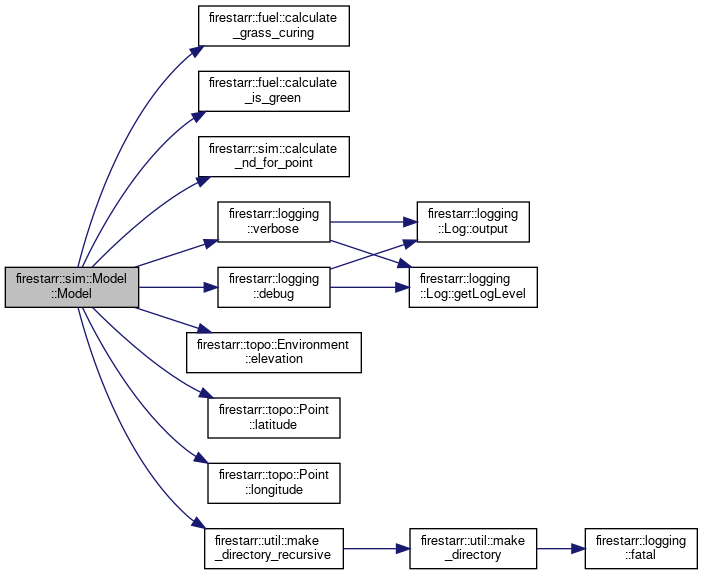 firestarr::fuel::calculate
_grass_curing
firestarr::fuel::calculate
_is_green
firestarr::sim::calculate
_nd_for_point
firestarr::logging
::verbose
firestarr::logging
::Log::output
firestarr::sim::Model
::Model
firestarr::logging
::debug
firestarr::logging
::Log::getLogLevel
firestarr::topo::Environment
::elevation
firestarr::topo::Point
::latitude
firestarr::topo::Point
::longitude
firestarr::util::make
_directory_recursive
firestarr::util::make
_directory
firestarr::logging
::fatal